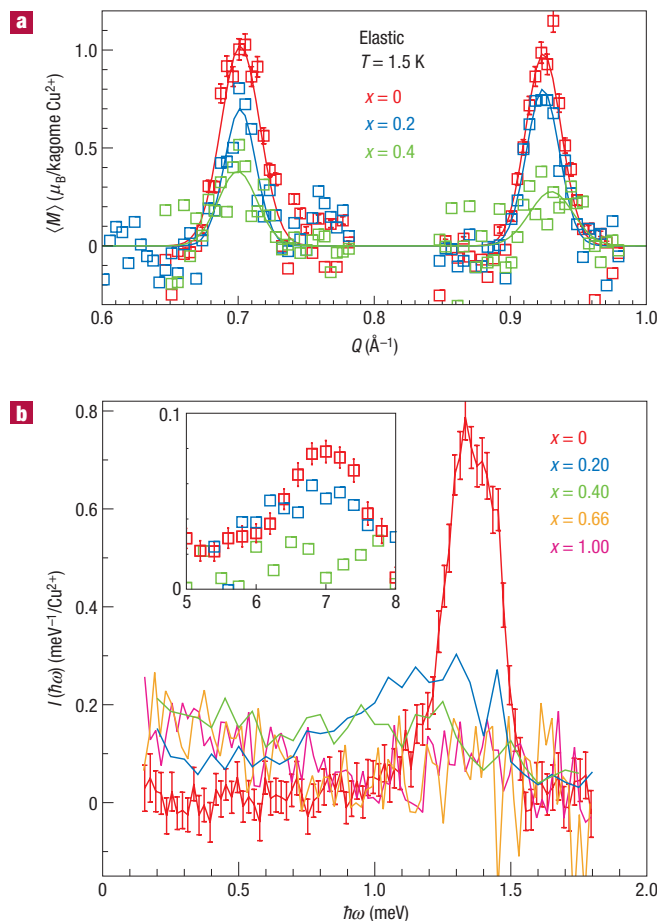 a
Elastic
T = 1.5 K
x = 0
x = 0.2
x = 0.4
⟨M⟩ (μB/kagome Cu2+)
1.0
0.5
0
0.6
0.7
0.8
0.9
1.0
Q (Å−1)
b
0.8
0.6
0.4
0.2
0
I (ħω) (meV−1/Cu2+)
0.1
0
5
6
7
8
x = 0
x = 0.20
x = 0.40
x = 0.66
x = 1.00
0
0.5
1.0
1.5
2.0
ħω (meV)